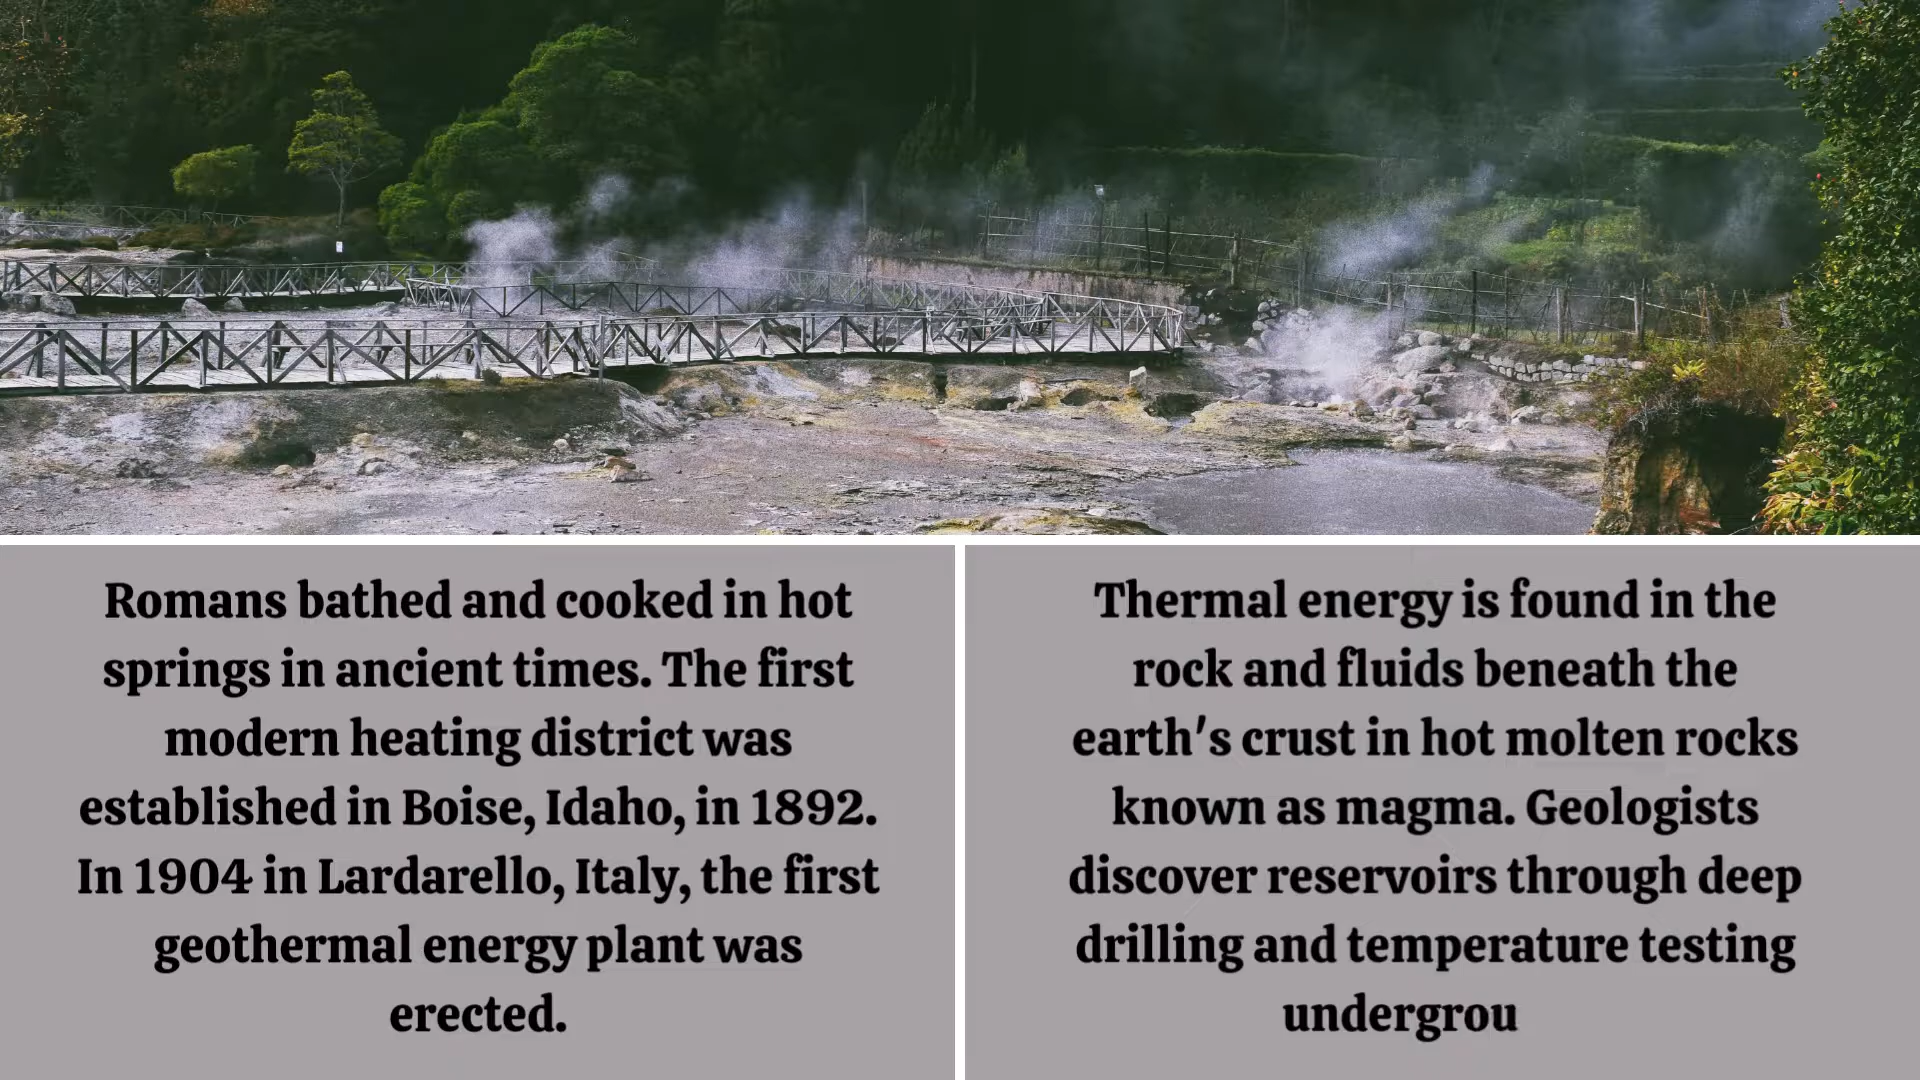 Romans bathed and cooked in hot
springs in ancient times. The first
modern heating district was
established in Boise, Idaho, in 1892.
In 1904 in Lardarello, Italy, the first
geothermal energy plant was
erected.
Thermal energy is found in the
rock and fluids beneath the
earth's crust in hot molten rocks
known as magma. Geologists
discover reservoirs through deep
drilling and temperature testing
undergrou